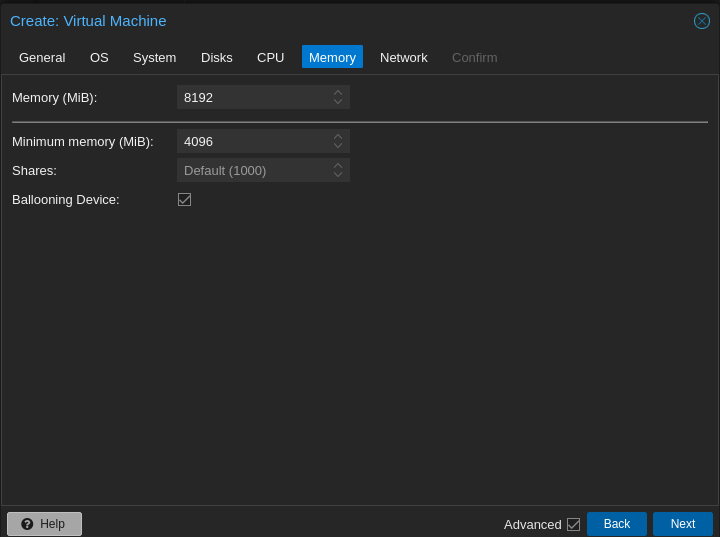 Create: Virtual Machine
General OS System Disks CPU Memory Network Confirm
Memory (MiB): 8192
Minimum memory (MiB): 4096
Shares: Default (1000)
Ballooning Device:
Help Advanced Back Next